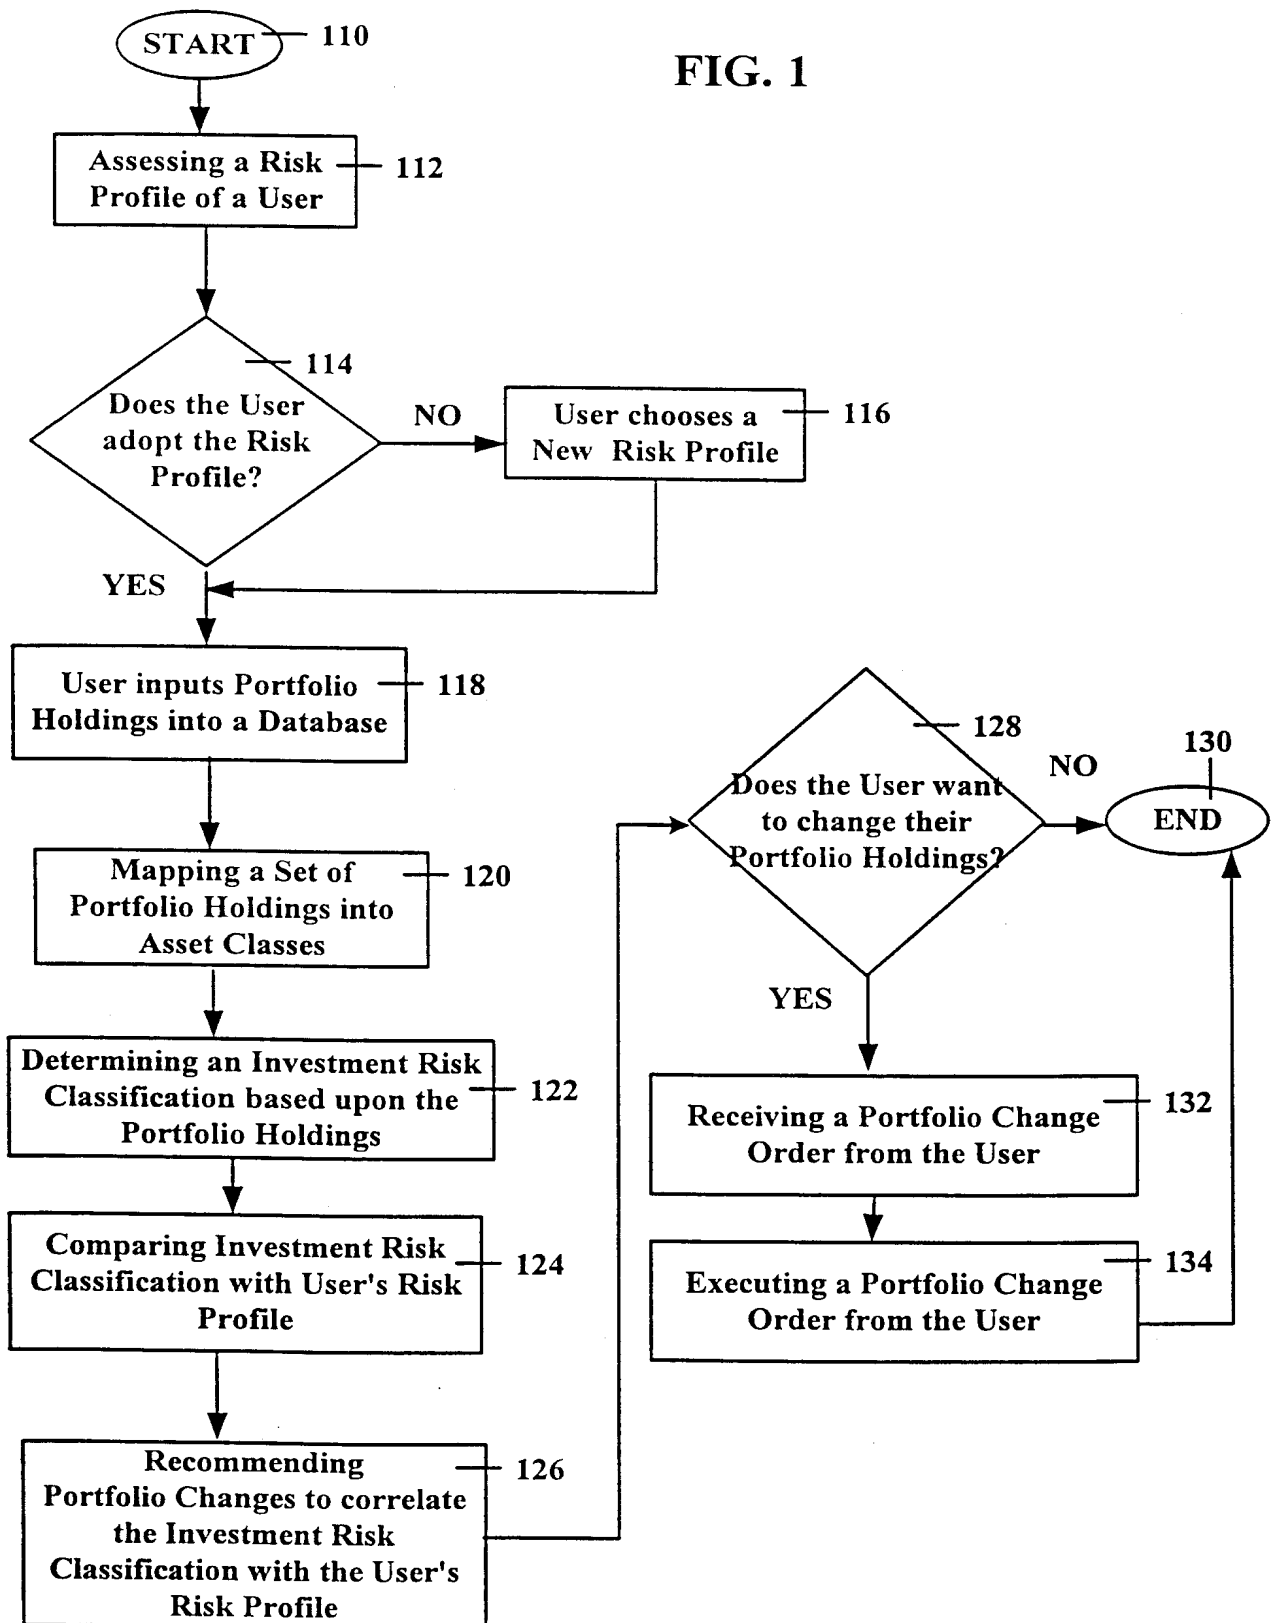 START
110
FIG. 1
Assessing a Risk
Profile of a User
112
114
Does the User
adopt the Risk
Profile?
NO
User chooses a
New Risk Profile
116
YES
User inputs Portfolio
Holdings into a Database
118
Mapping a Set of
Portfolio Holdings into
Asset Classes
120
Determining an Investment Risk
Classification based upon the
Portfolio Holdings
122
Comparing Investment Risk
Classification with User's Risk
Profile
124
Recommending
Portfolio Changes to correlate
the Investment Risk
Classification with the User's
Risk Profile
126
128
Does the User want
to change their
Portfolio Holdings?
NO
130
END
YES
Receiving a Portfolio Change
Order from the User
132
Executing a Portfolio Change
Order from the User
134